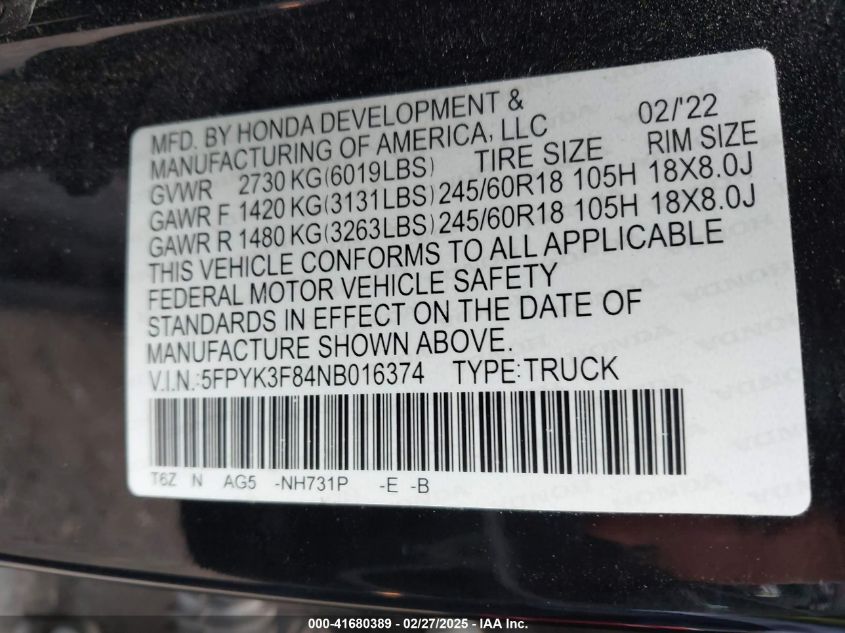 MFD. BY HONDA DEVELOPMENT &
MANUFACTURING OF AMERICA, LLC 02/'22
GVWR 2730 KG(6019LBS) TIRE SIZE RIM SIZE
GAWR F 1420 KG(3131LBS) 245/60R18 105H 18X8.0J
GAWR R 1480 KG(3263LBS) 245/60R18 105H 18X8.0J
THIS VEHICLE CONFORMS TO ALL APPLICABLE
FEDERAL MOTOR VEHICLE SAFETY
STANDARDS IN EFFECT ON THE DATE OF
MANUFACTURE SHOWN ABOVE.
V.I.N.:5FPYK3F84NB016374 TYPE:TRUCK
T6Z N AG5 -NH731P -E -B
000-41680389 - 02/27/2025 - IPPVA - IAA Inc.